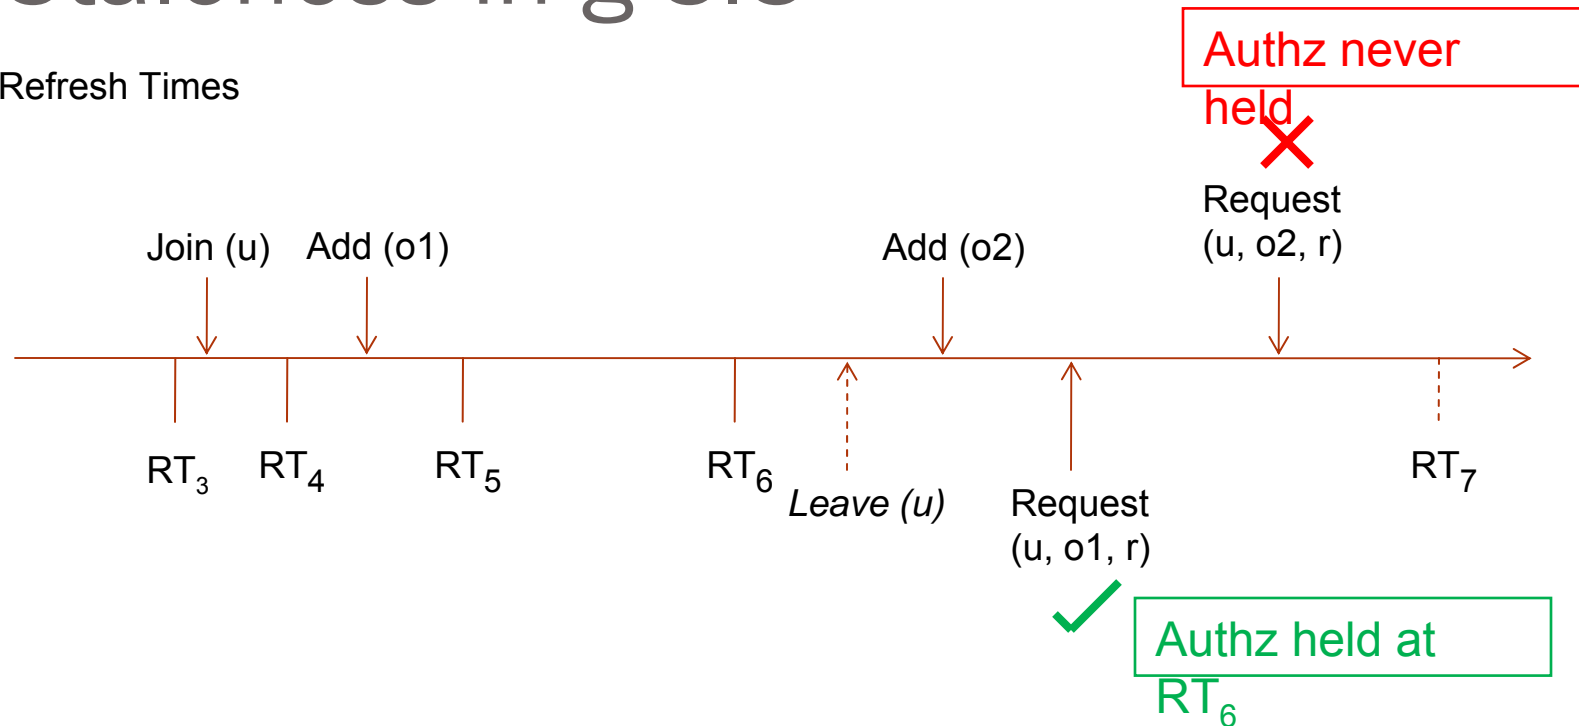 Refresh Times
Authz never
held
Request
(u, o2, r)
Join (u) Add (o1) Add (o2)
RT3 RT4 RT5 RT6 RT7
Leave (u) Request
(u, o1, r)
Authz held at
RT6